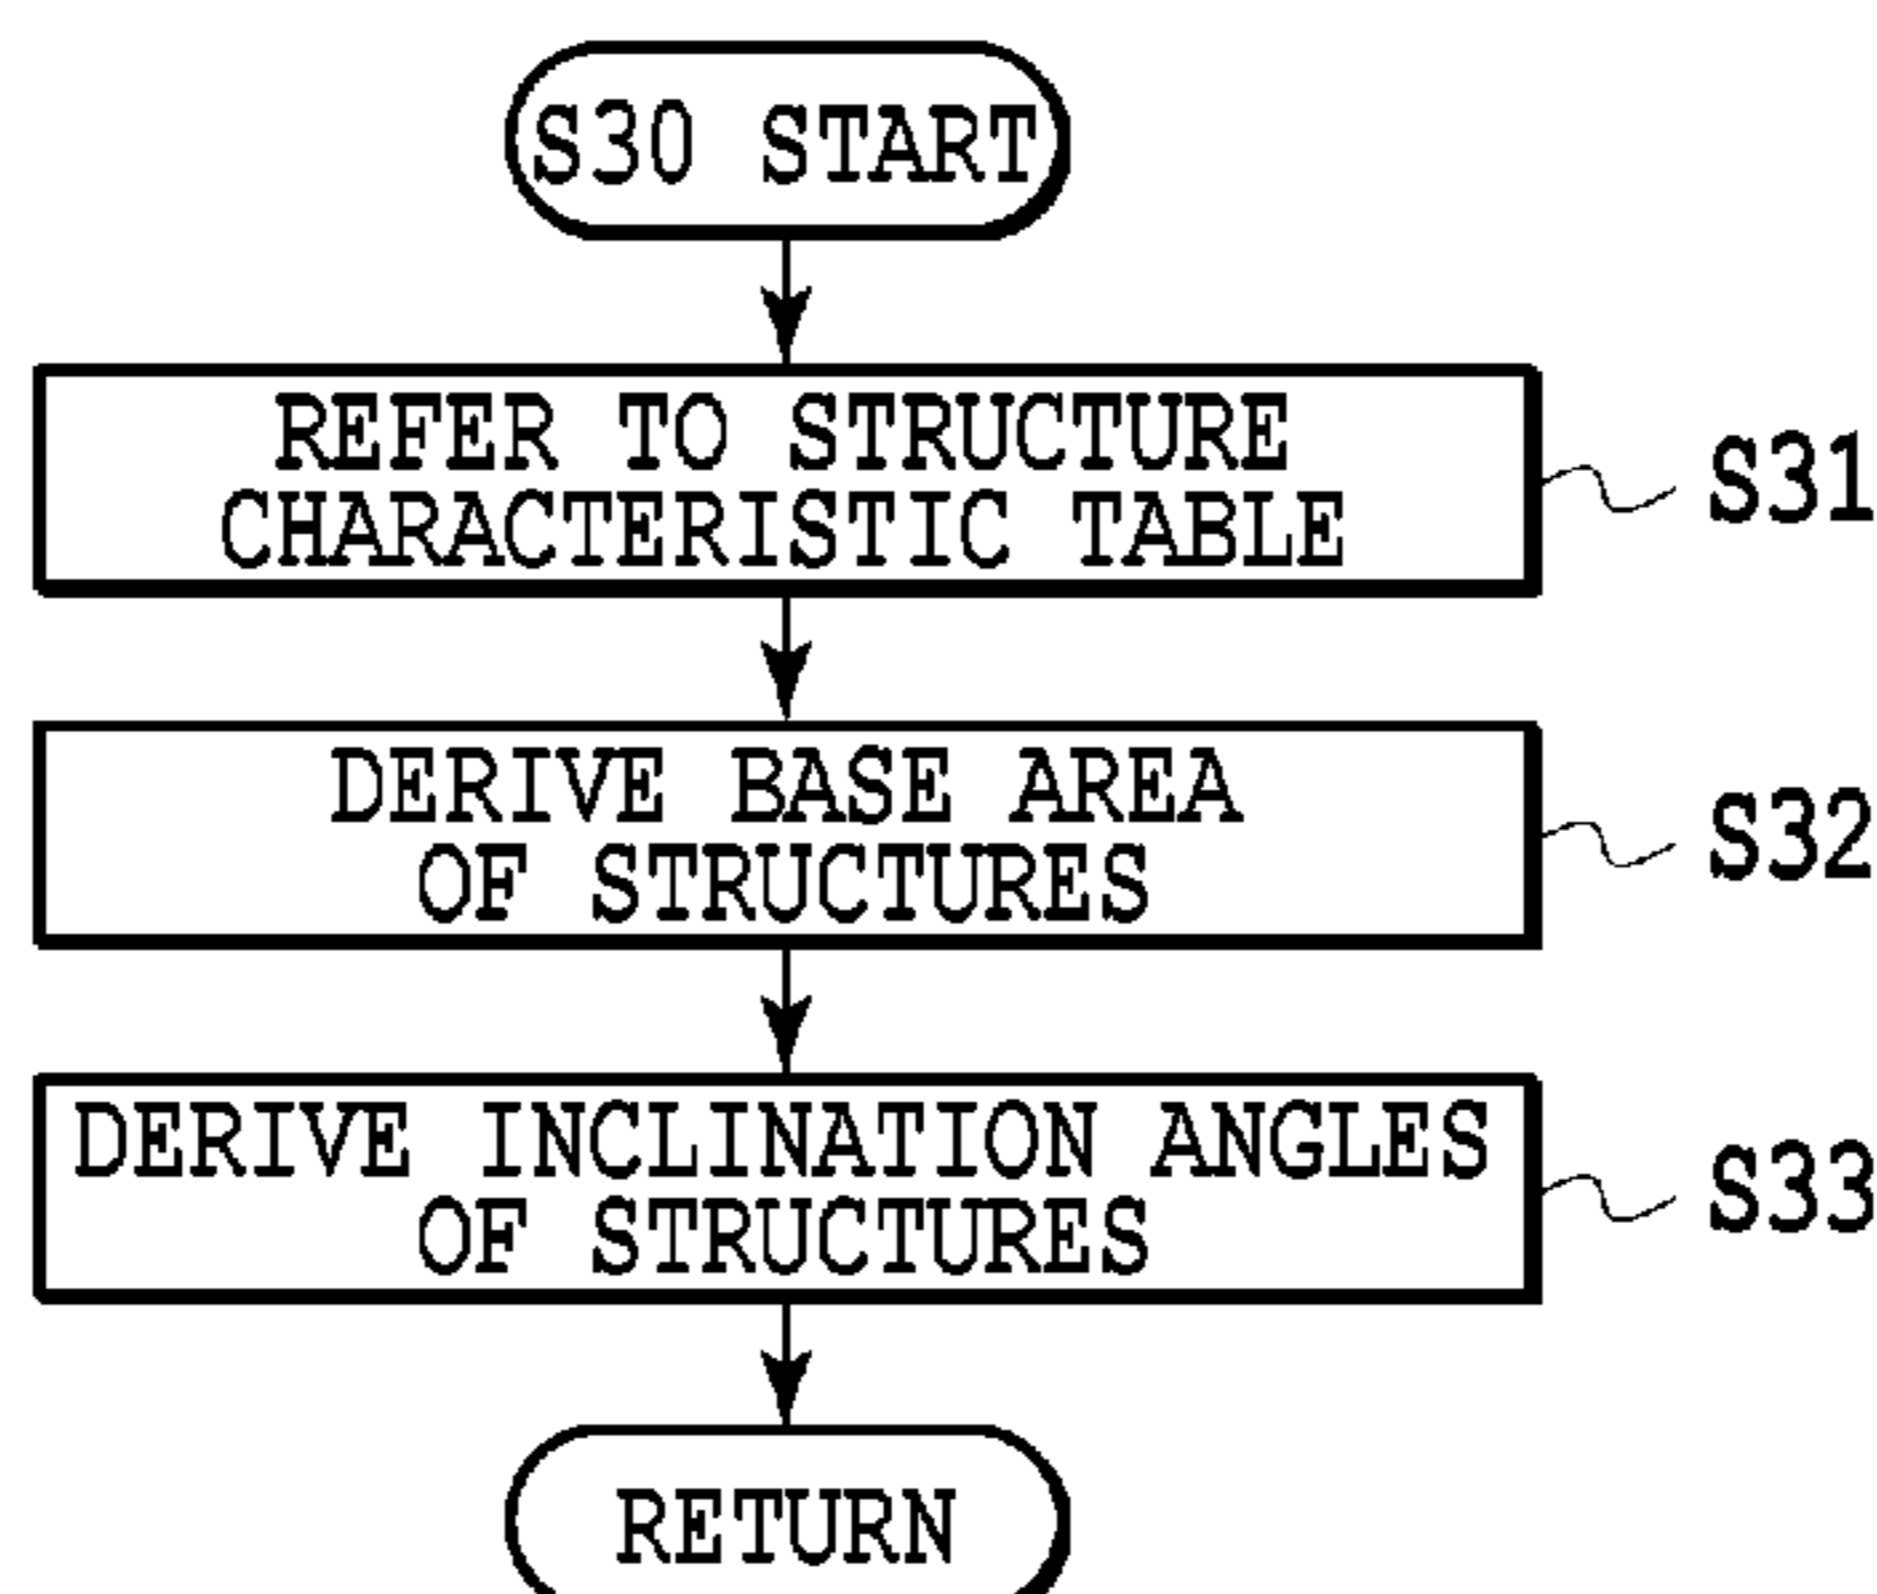 S30 START
REFER TO STRUCTURE
CHARACTERISTIC TABLE
S31
DERIVE BASE AREA
OF STRUCTURES
S32
DERIVE INCLINATION ANGLES
OF STRUCTURES
S33
RETURN